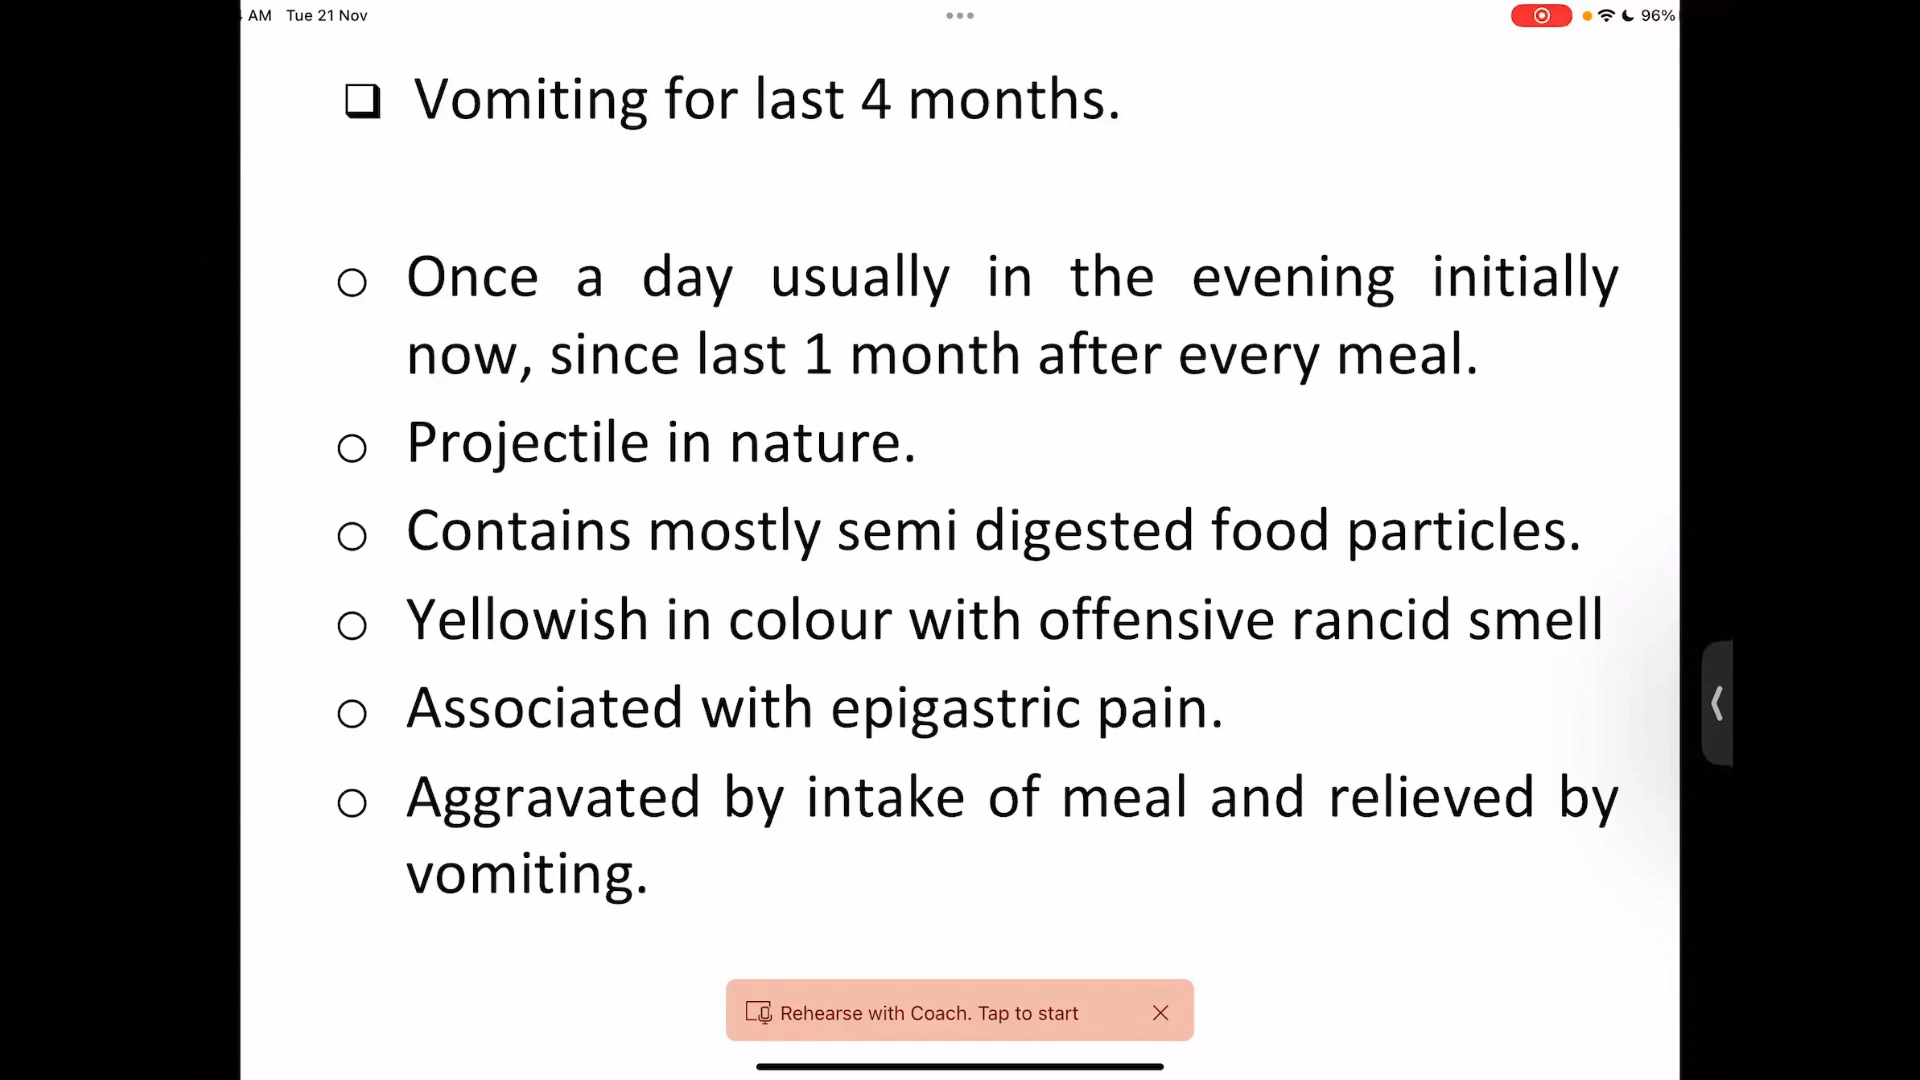 AM Tue 21 Nov
96%
Vomiting for last 4 months.
Once a day usually in the evening initially
now, since last 1 month after every meal.
Projectile in nature.
Contains mostly semi digested food particles.
Yellowish in colour with offensive rancid smell
Associated with epigastric pain.
Aggravated by intake of meal and relieved by
vomiting.
Rehearse with Coach. Tap to start